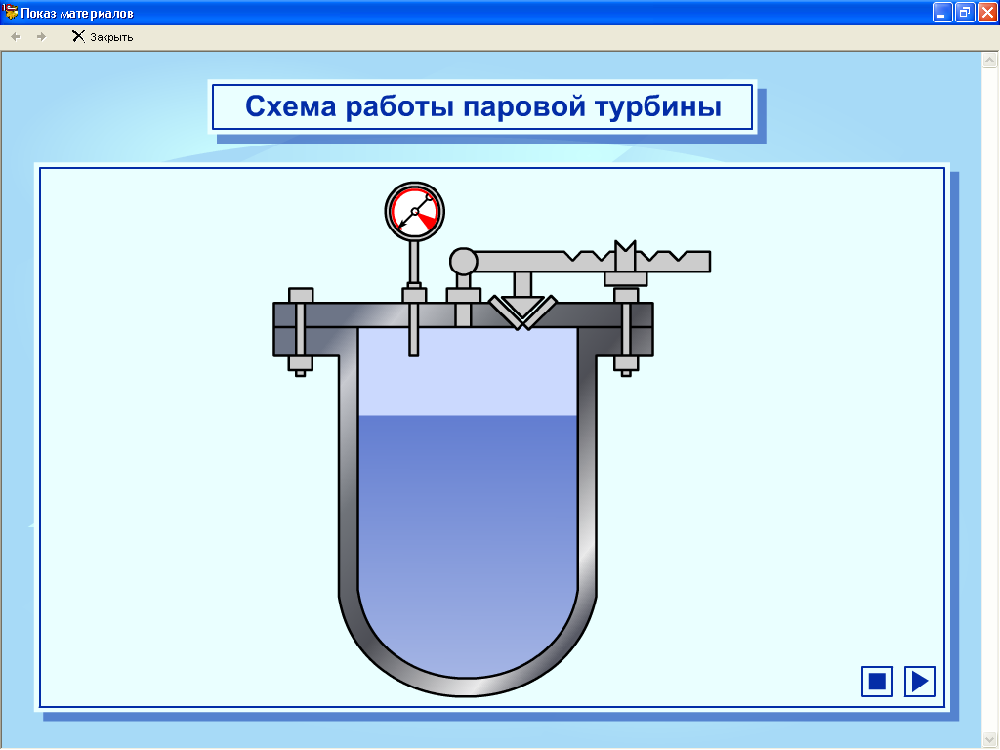 Показ материалов
Закрыть
Схема работы паровой турбины